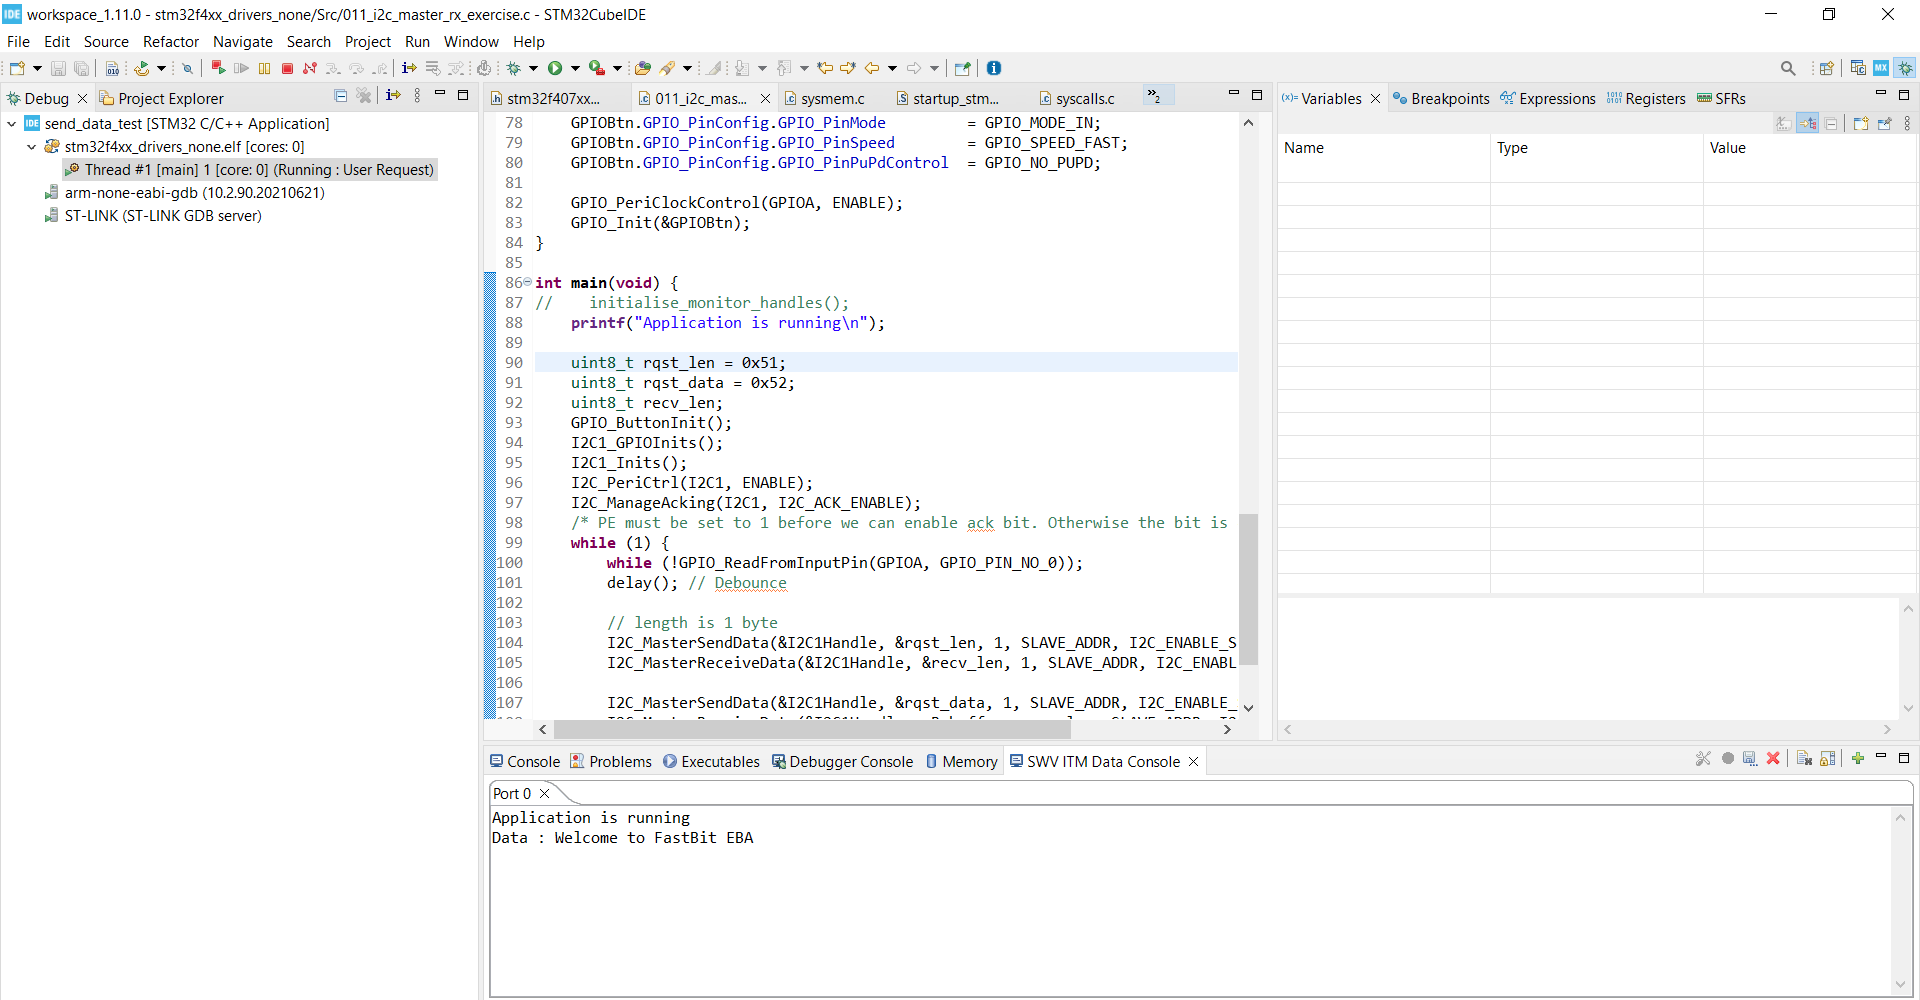 workspace_1.11.0 - stm32f4xx_drivers_none/Src/011_i2c_master_rx_exercise.c - STM32CubeIDE
File Edit Source Refactor Navigate Search Project Run Window Help
Debug Project Explorer
send_data_test [STM32 C/C++ Application]
stm32f4xx_drivers_none.elf [cores: 0]
Thread #1 [main] 1 [core: 0] (Running : User Request)
arm-none-eabi-gdb (10.2.90.20210621)
ST-LINK (ST-LINK GDB server)
stm32f407xx... 011_i2c_mas... sysmem.c startup_stm... syscalls.c »2
78 GPIOBtn.GPIO_PinConfig.GPIO_PinMode = GPIO_MODE_IN;
79 GPIOBtn.GPIO_PinConfig.GPIO_PinSpeed = GPIO_SPEED_FAST;
80 GPIOBtn.GPIO_PinConfig.GPIO_PinPuPdControl = GPIO_NO_PUPD;
81
82 GPIO_PeriClockControl(GPIOA, ENABLE);
83 GPIO_Init(&GPIOBtn);
84 }
85
86 int main(void) {
87 // initialise_monitor_handles();
88 printf("Application is running\n");
89
90 uint8_t rqst_len = 0x51;
91 uint8_t rqst_data = 0x52;
92 uint8_t recv_len;
93 GPIO_ButtonInit();
94 I2C1_GPIOInits();
95 I2C1_Inits();
96 I2C_PeriCtrl(I2C1, ENABLE);
97 I2C_ManageAcking(I2C1, I2C_ACK_ENABLE);
98 /* PE must be set to 1 before we can enable ack bit. Otherwise the bit is
99 while (1) {
100 while (!GPIO_ReadFromInputPin(GPIOA, GPIO_PIN_NO_0));
101 delay(); // Debounce
102
103 // length is 1 byte
104 I2C_MasterSendData(&I2C1Handle, &rqst_len, 1, SLAVE_ADDR, I2C_ENABLE_S
105 I2C_MasterReceiveData(&I2C1Handle, &recv_len, 1, SLAVE_ADDR, I2C_ENABL
106
107 I2C_MasterSendData(&I2C1Handle, &rqst_data, 1, SLAVE_ADDR, I2C_ENABLE_
Variables Breakpoints Expressions Registers SFRs
Name Type Value
Console Problems Executables Debugger Console Memory SWV ITM Data Console
Port 0
Application is running
Data : Welcome to FastBit EBA